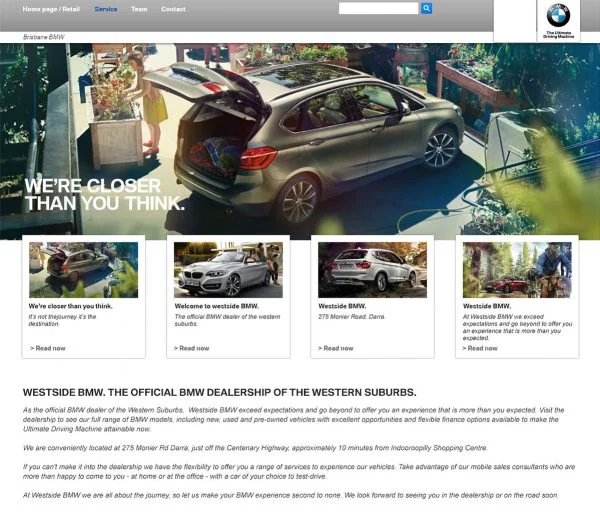 Home page / Retail Service Team Contact
The Ultimate
Driving Machine
Brisbane BMW
WE'RE CLOSER
THAN YOU THINK.
We're closer than you think.
It's not thejourney it's the
destination.
> Read now
Welcome to westside BMW.
The official BMW dealer of the western
suburbs.
> Read now
Westside BMW.
275 Monier Road, Darra.
> Read now
Westside BMW.
At Westside BMW we exceed
expectations and go beyond to offer you
an experience that is more than you
expected.
> Read now
WESTSIDE BMW. THE OFFICIAL BMW DEALERSHIP OF THE WESTERN SUBURBS.
As the official BMW dealer of the Western Suburbs, Westside BMW exceed expectations and go beyond to offer you an experience that is more than you expected. Visit the
dealership to see our full range of BMW models, including new, used and pre-owned vehicles with excellent opportunities and flexible finance options available to make the
Ultimate Driving Machine attainable now.
We are conveniently located at 275 Monier Rd Darra, just off the Centenary Highway, approximately 10 minutes from Indooroopilly Shopping Centre.
If you can't make it into the dealership we have the flexibility to offer you a range of services to experience our vehicles. Take advantage of our mobile sales consultants who are
more than happy to come to you - at home or at the office - with a car of your choice to test-drive.
At Westside BMW we are all about the journey, so let us make your BMW experience second to none. We look forward to seeing you in the dealership or on the road soon.